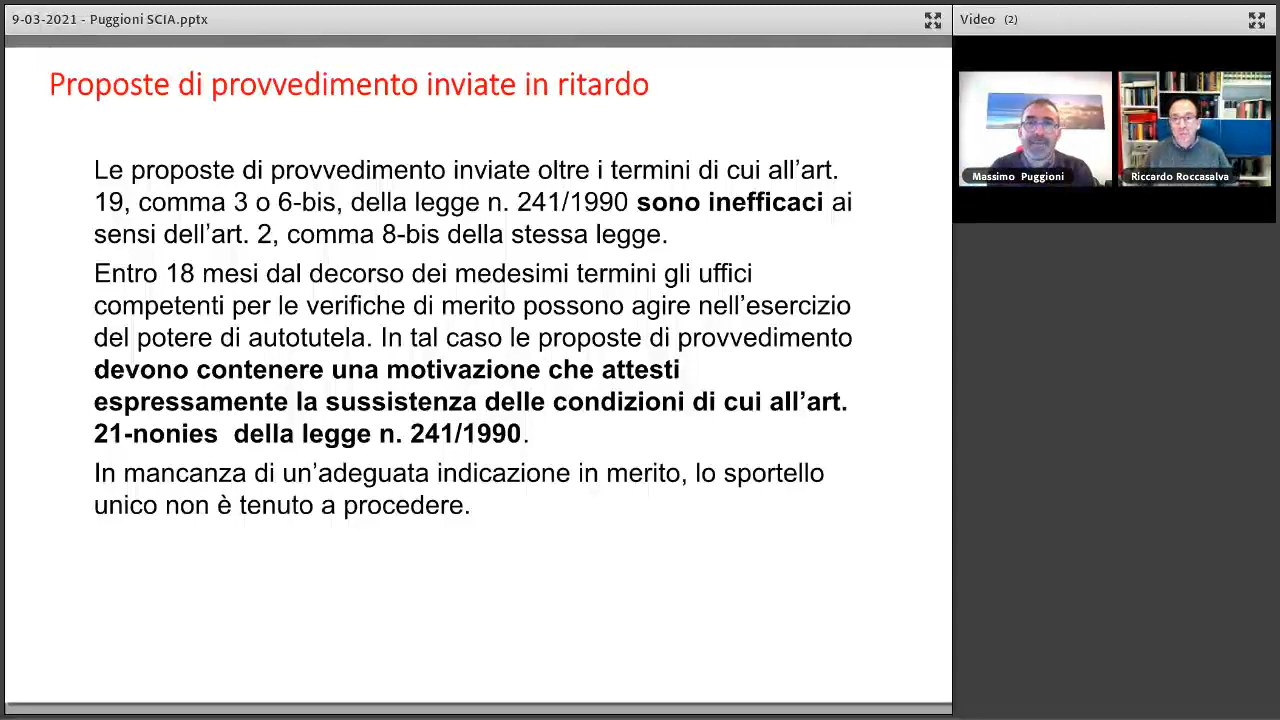 9-03-2021 - Puggioni SCIA.pptx
Video (2)
Proposte di provvedimento inviate in ritardo
Le proposte di provvedimento inviate oltre i termini di cui all’art.
19, comma 3 o 6-bis, della legge n. 241/1990 sono inefficaci ai
sensi dell’art. 2, comma 8-bis della stessa legge.
Entro 18 mesi dal decorso dei medesimi termini gli uffici
competenti per le verifiche di merito possono agire nell’esercizio
del potere di autotutela. In tal caso le proposte di provvedimento
devono contenere una motivazione che attesti
espressamente la sussistenza delle condizioni di cui all’art.
21-nonies della legge n. 241/1990.
In mancanza di un’adeguata indicazione in merito, lo sportello
unico non è tenuto a procedere.
Massimo Puggioni
Riccardo Roccasalva